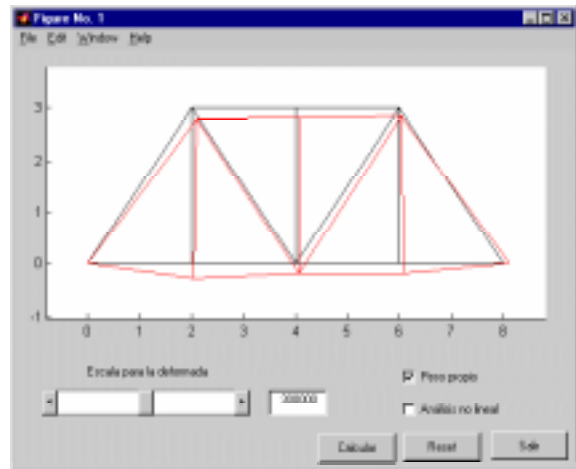 Figure No. 1
File Edit Window Help
3
2
1
0
-1
0 1 2 3 4 5 6 7 8
Escala para la deformada
Peso propio
Análisis no lineal
Calcular Reset Salir